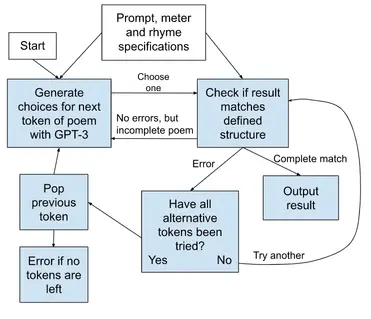 Prompt, meter
and rhyme
specifications
Start
Generate
choices for next
token of poem
with GPT-3
Choose
one
No errors, but
incomplete poem
Check if result
matches
defined
structure
Error
Complete match
Output
result
Pop
previous
token
Have all
alternative
tokens been
tried?
Yes No
Try another
Error if no
tokens are
left